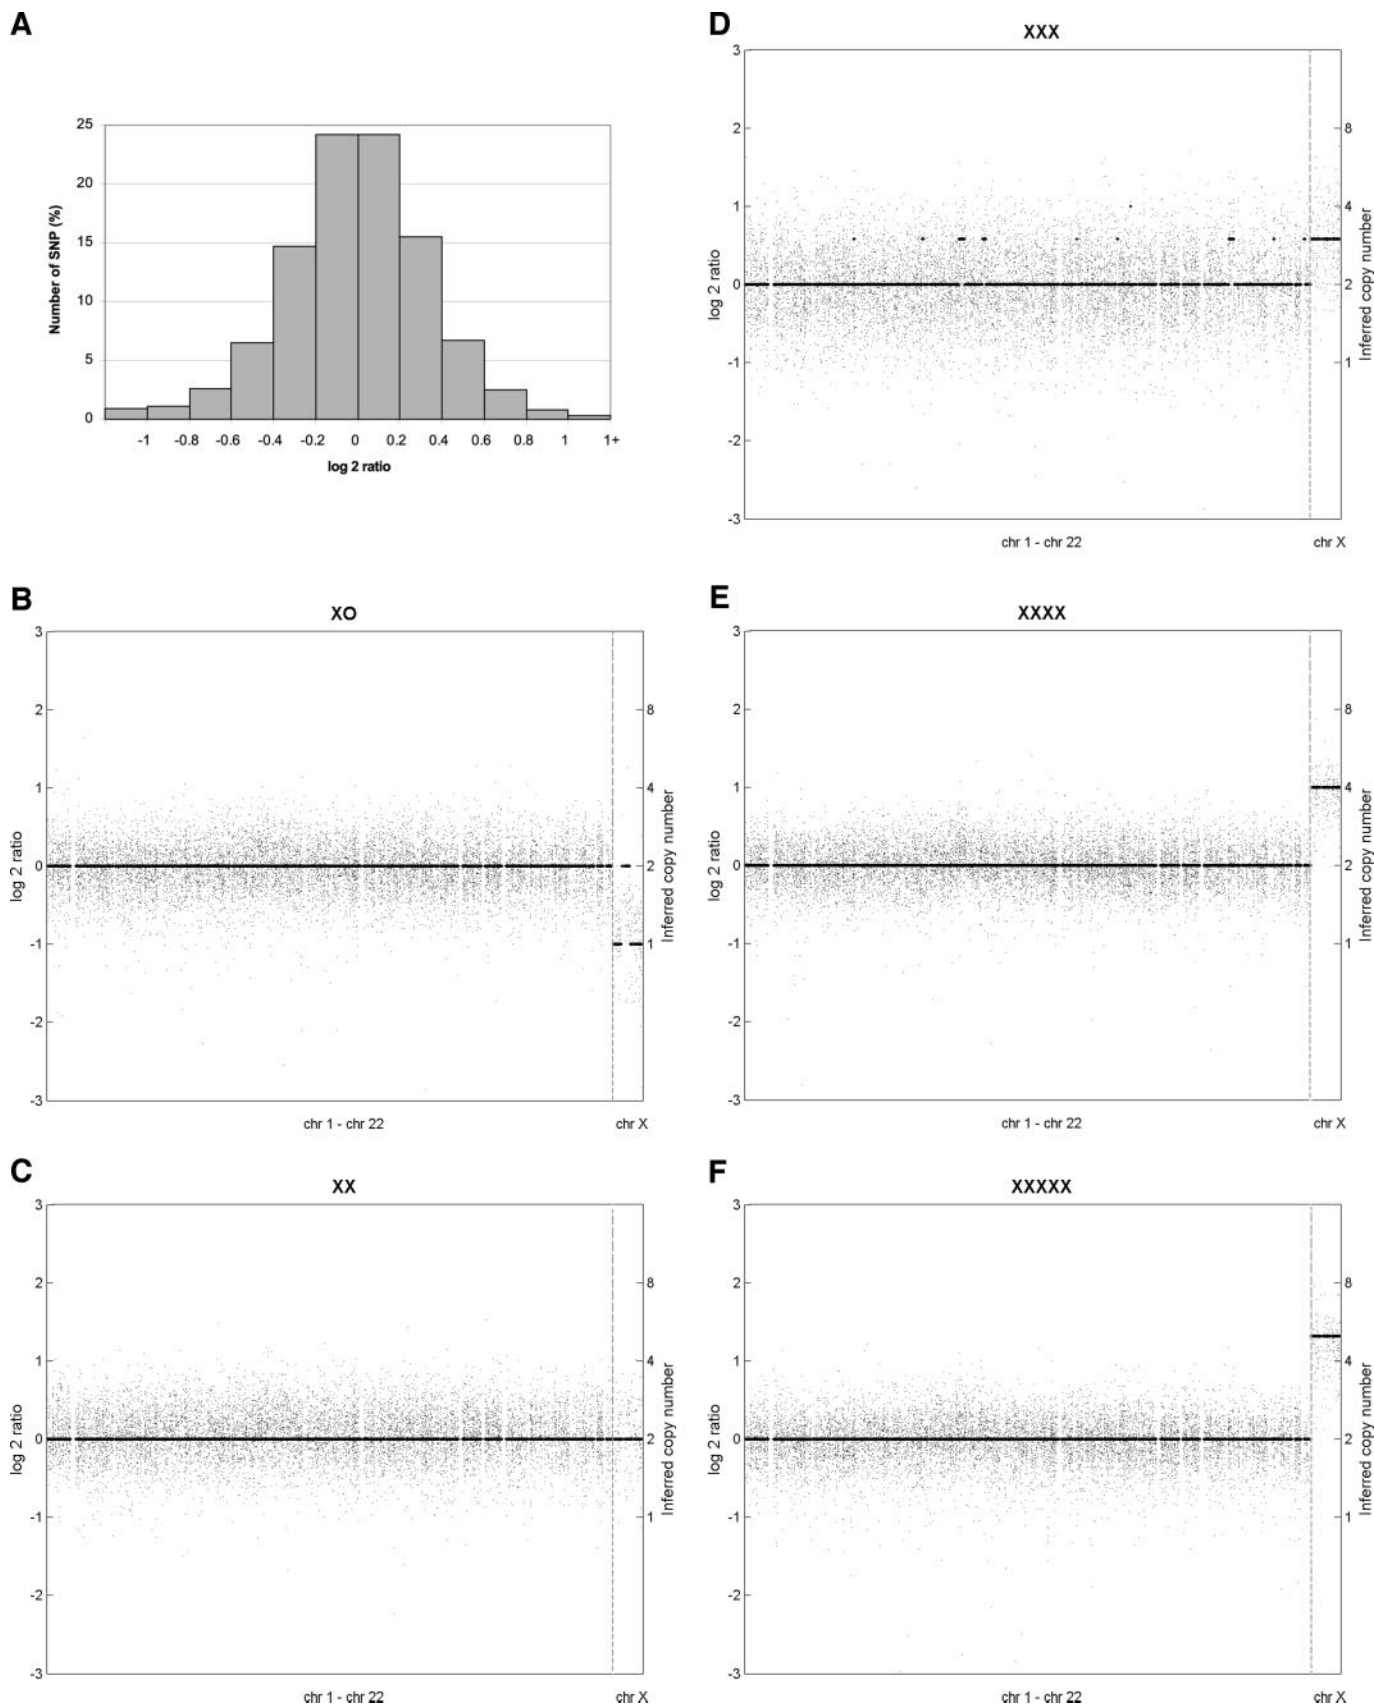 A
25
20
15
10
5
0
Number of SNP (%)
-1 -0.8 -0.6 -0.4 -0.2 0 0.2 0.4 0.6 0.8 1 1+
log 2 ratio
B
XO
3
2
1
0
-1
-2
-3
log 2 ratio
8
4
2
1
Inferred copy number
chr 1 - chr 22 chr X
C
XX
3
2
1
0
-1
-2
-3
log 2 ratio
8
4
2
1
Inferred copy number
chr 1 - chr 22 chr X
D
XXX
3
2
1
0
-1
-2
-3
log 2 ratio
8
4
2
1
Inferred copy number
chr 1 - chr 22 chr X
E
XXXX
3
2
1
0
-1
-2
-3
log 2 ratio
8
4
2
1
Inferred copy number
chr 1 - chr 22 chr X
F
XXXXX
3
2
1
0
-1
-2
-3
log 2 ratio
8
4
2
1
Inferred copy number
chr 1 - chr 22 chr X